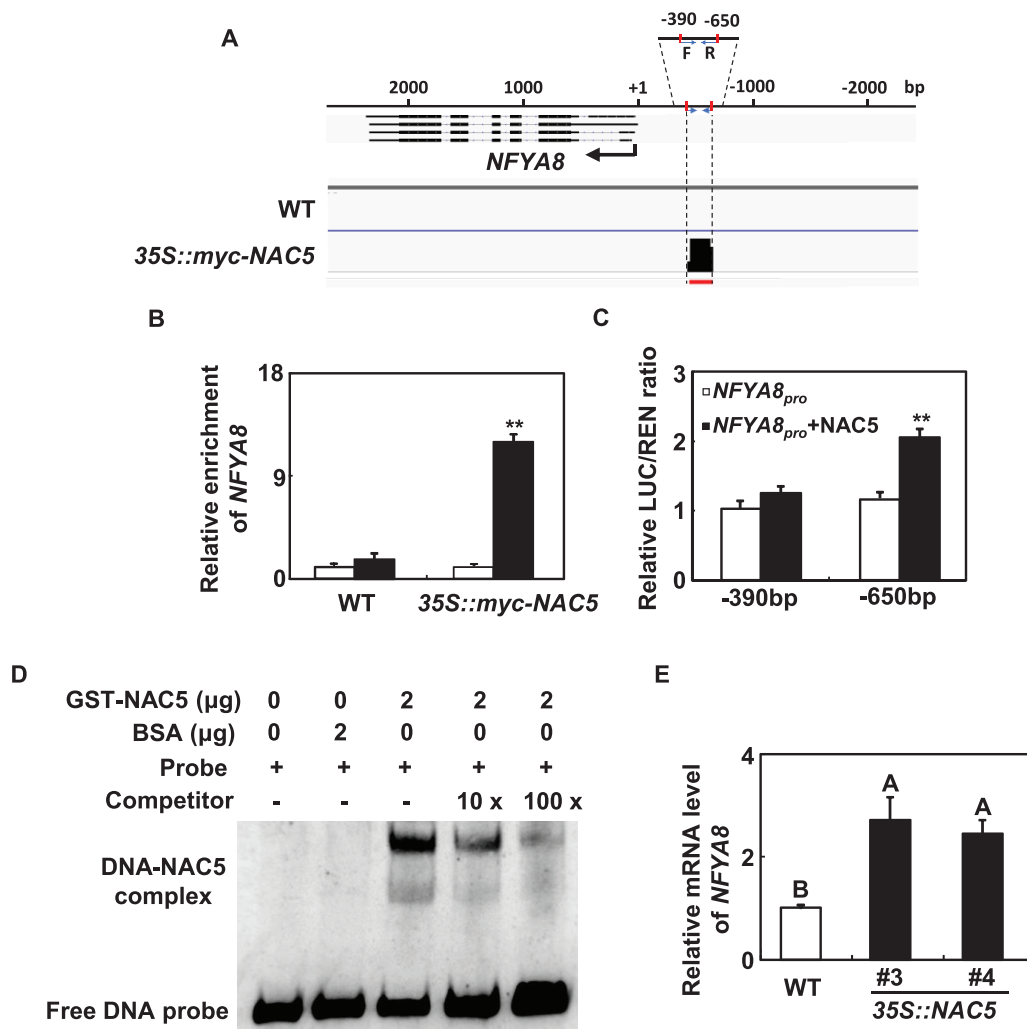 A
-390 -650
F R
2000 1000 +1 -1000 -2000 bp
NFYA8
WT
35S::myc-NAC5
B
Relative enrichment
of NFYA8
18
9
0
**
WT 35S::myc-NAC5
C
Relative LUC/REN ratio
3
2
1
0
NFYA8pro
NFYA8pro+NAC5
**
-390bp -650bp
D
GST-NAC5 (µg) 0 0 2 2 2
BSA (µg) 0 2 0 0 0
Probe + + + + +
Competitor - - - 10 x 100 x
DNA-NAC5
complex
Free DNA probe
E
Relative mRNA level
of NFYA8
4
2
0
B A A
WT #3 #4
35S::NAC5